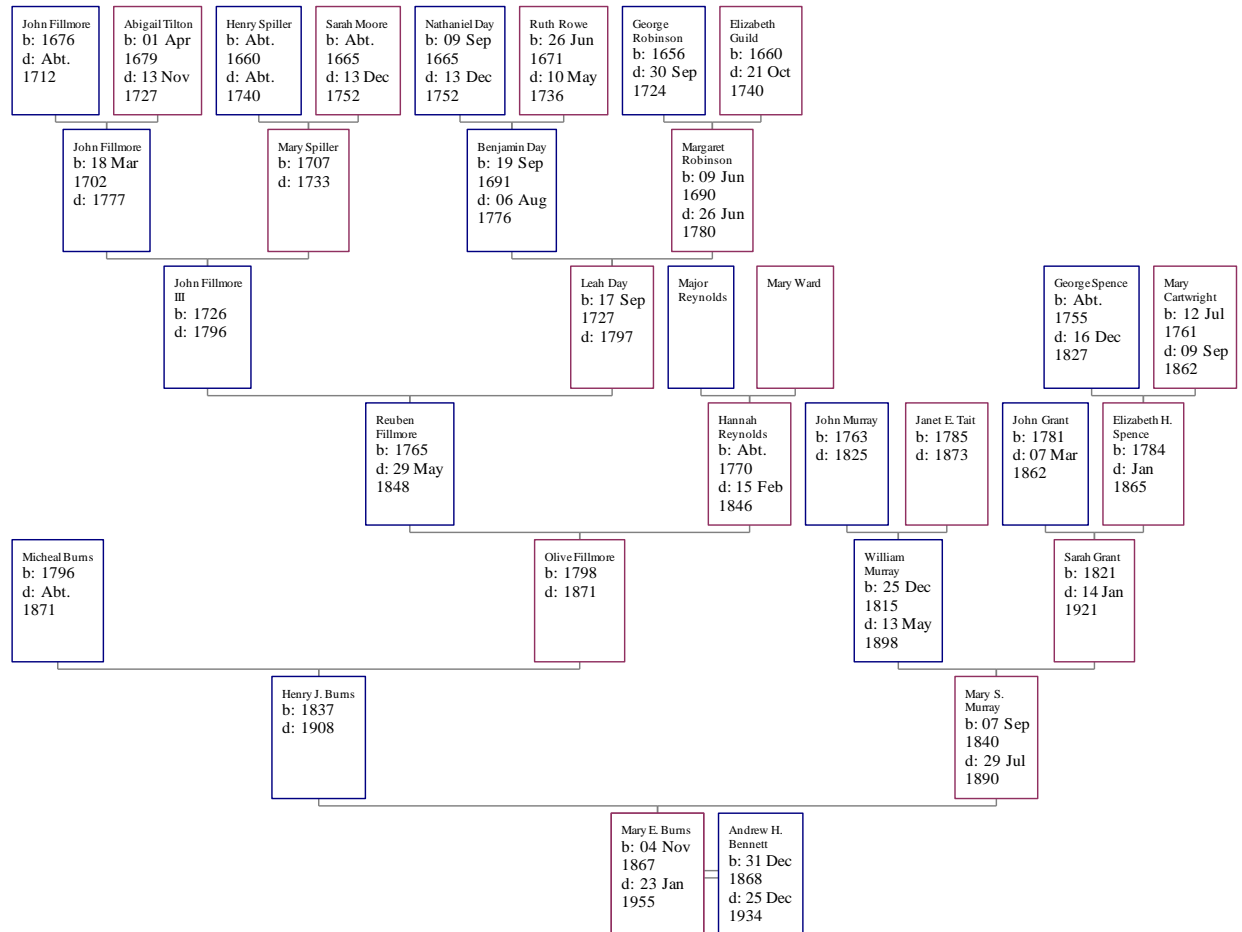 John Fillmore
b: 1676
d: Abt.
1712
Abigail Tilton
b: 01 Apr
1679
d: 13 Nov
1727
Henry Spiller
b: Abt.
1660
d: Abt.
1740
Sarah Moore
b: Abt.
1665
d: 13 Dec
1752
Nathaniel Day
b: 09 Sep
1665
d: 13 Dec
1752
Ruth Rowe
b: 26 Jun
1671
d: 10 May
1736
George
Robinson
b: 1656
d: 30 Sep
1724
Elizabeth
Guild
b: 1660
d: 21 Oct
1740
John Fillmore
b: 18 Mar
1702
d: 1777
Mary Spiller
b: 1707
d: 1733
Benjamin Day
b: 19 Sep
1691
d: 06 Aug
1776
Margaret
Robinson
b: 09 Jun
1690
d: 26 Jun
1780
John Fillmore
III
b: 1726
d: 1796
Leah Day
b: 17 Sep
1727
d: 1797
Major
Reynolds
Mary Ward
George Spence
b: Abt.
1755
d: 16 Dec
1827
Mary
Cartwright
b: 12 Jul
1761
d: 09 Sep
1862
Reuben
Fillmore
b: 1765
d: 29 May
1848
Hannah
Reynolds
b: Abt.
1770
d: 15 Feb
1846
John Murray
b: 1763
d: 1825
Janet E. Tait
b: 1785
d: 1873
John Grant
b: 1781
d: 07 Mar
1862
Elizabeth H.
Spence
b: 1784
d: Jan
1865
Micheal Burns
b: 1796
d: Abt.
1871
Olive Fillmore
b: 1798
d: 1871
William
Murray
b: 25 Dec
1815
d: 13 May
1898
Sarah Grant
b: 1821
d: 14 Jan
1921
Henry J. Burns
b: 1837
d: 1908
Mary S.
Murray
b: 07 Sep
1840
d: 29 Jul
1890
Mary E. Burns
b: 04 Nov
1867
d: 23 Jan
1955
Andrew H.
Bennett
b: 31 Dec
1868
d: 25 Dec
1934